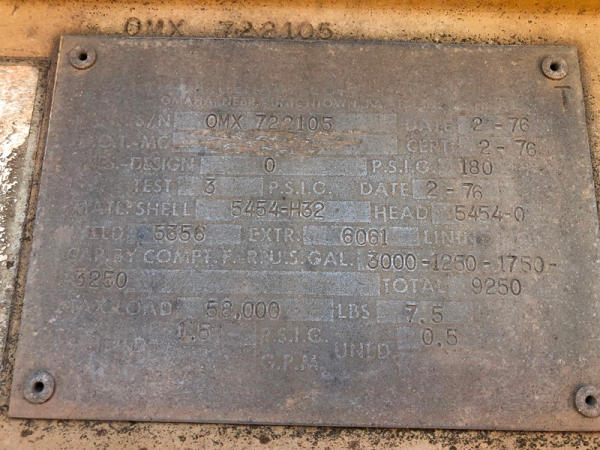 OMX 722105
S/N OMX 722105 DATE 2-76
CERT 2-76
DESIGN 0 P.S.I.G. 180
TEST 3 P.S.I.G. DATE 2-76
SHELL 5454-H32 HEAD 5454-0
5356 EXTR. 6061
CAP. BY COMPT. F-R. U.S. GAL. 3000-1250-1750-
3250 TOTAL 9250
LOAD 58,000 LBS 7.5
1.5 P.S.I.G. UNLD. 0.5
G.P.M.
T